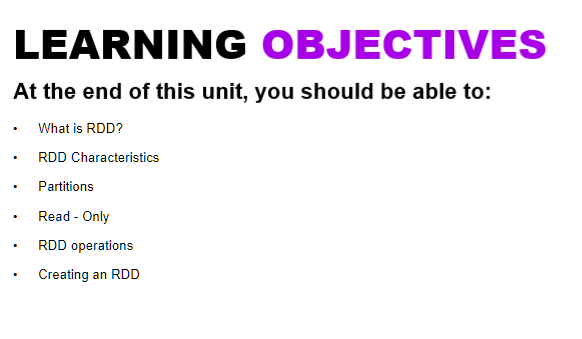 LEARNING OBJECTIVES
At the end of this unit, you should be able to:
• What is RDD?
• RDD Characteristics
• Partitions
• Read - Only
• RDD operations
• Creating an RDD